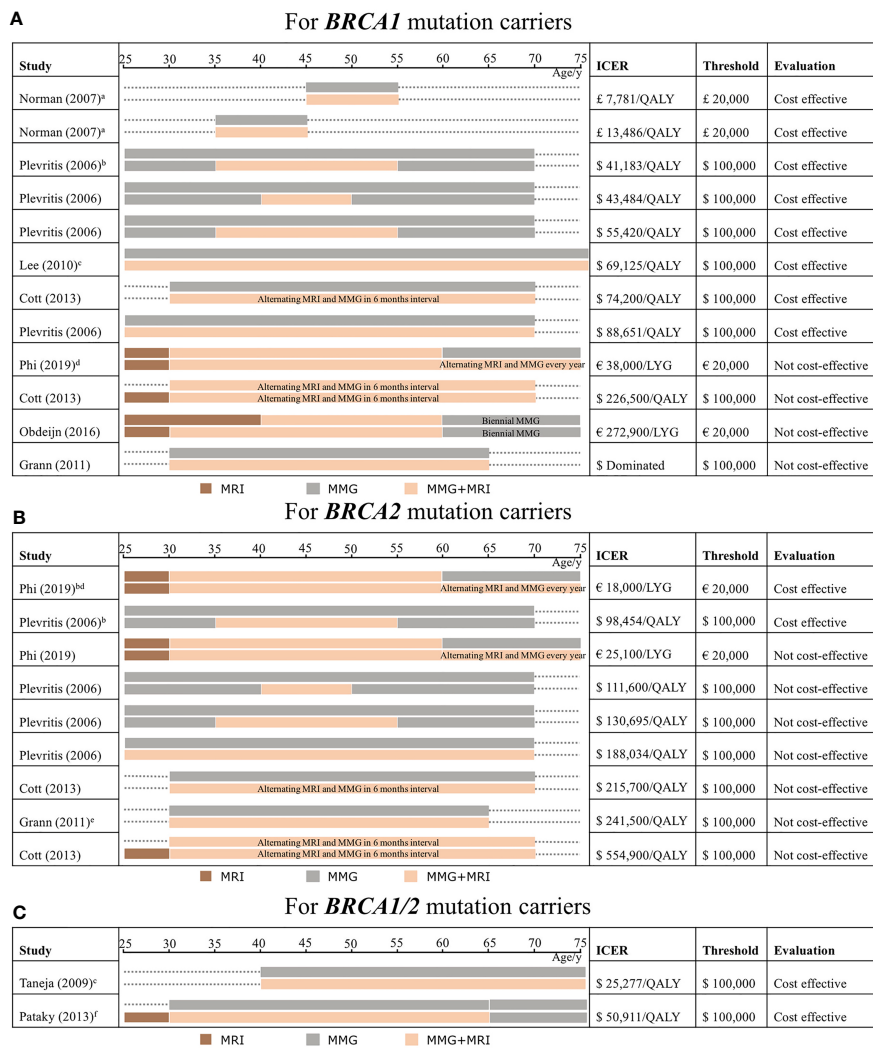 A
For BRCA1 mutation carriers
Study 25 30 35 40 45 50 55 60 65 70 75 ICER Threshold Evaluation
Age/y
Norman (2007)ᵃ £ 7,781/QALY £ 20,000 Cost effective
Norman (2007)ᵃ £ 13,486/QALY £ 20,000 Cost effective
Plevritis (2006)ᵇ $ 41,183/QALY $ 100,000 Cost effective
Plevritis (2006) $ 43,484/QALY $ 100,000 Cost effective
Plevritis (2006) $ 55,420/QALY $ 100,000 Cost effective
Lee (2010)ᶜ $ 69,125/QALY $ 100,000 Cost effective
Cott (2013) Alternating MRI and MMG in 6 months interval $ 74,200/QALY $ 100,000 Cost effective
Plevritis (2006) $ 88,651/QALY $ 100,000 Cost effective
Phi (2019)ᵈ Alternating MRI and MMG every year € 38,000/LYG € 20,000 Not cost-effective
Alternating MRI and MMG in 6 months interval
Cott (2013) Alternating MRI and MMG in 6 months interval $ 226,500/QALY $ 100,000 Not cost-effective
Biennial MMG
Obdeijn (2016) Biennial MMG € 272,900/LYG € 20,000 Not cost-effective
Grann (2011) $ Dominated $ 100,000 Not cost-effective
MRI MMG MMG+MRI
B
For BRCA2 mutation carriers
Study 25 30 35 40 45 50 55 60 65 70 75 ICER Threshold Evaluation
Age/y
Phi (2019)ᵇᵈ Alternating MRI and MMG every year € 18,000/LYG € 20,000 Cost effective
Plevritis (2006)ᵇ $ 98,454/QALY $ 100,000 Cost effective
Phi (2019) Alternating MRI and MMG every year € 25,100/LYG € 20,000 Not cost-effective
Plevritis (2006) $ 111,600/QALY $ 100,000 Not cost-effective
Plevritis (2006) $ 130,695/QALY $ 100,000 Not cost-effective
Plevritis (2006) $ 188,034/QALY $ 100,000 Not cost-effective
Cott (2013) Alternating MRI and MMG in 6 months interval $ 215,700/QALY $ 100,000 Not cost-effective
Grann (2011)ᵉ $ 241,500/QALY $ 100,000 Not cost-effective
Alternating MRI and MMG in 6 months interval
Cott (2013) Alternating MRI and MMG in 6 months interval $ 554,900/QALY $ 100,000 Not cost-effective
MRI MMG MMG+MRI
C
For BRCA1/2 mutation carriers
Study 25 30 35 40 45 50 55 60 65 70 75 ICER Threshold Evaluation
Age/y
Taneja (2009)ᶜ $ 25,277/QALY $ 100,000 Cost effective
Pataky (2013)ᶠ $ 50,911/QALY $ 100,000 Cost effective
MRI MMG MMG+MRI